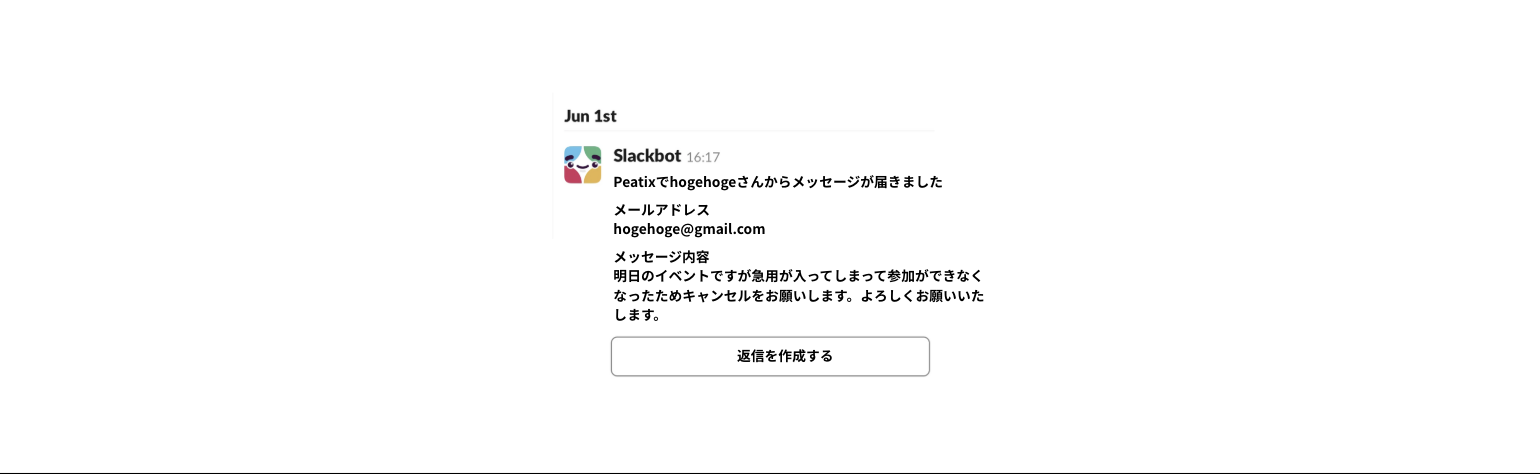 Jun 1st
Slackbot 16:17
Peatixでhogehogeさんからメッセージが届きました
メールアドレス
hogehoge@gmail.com
メッセージ内容
明日のイベントですが急用が入ってしまって参加ができなく
なったためキャンセルをお願いします。よろしくお願いいた
します。
返信を作成する